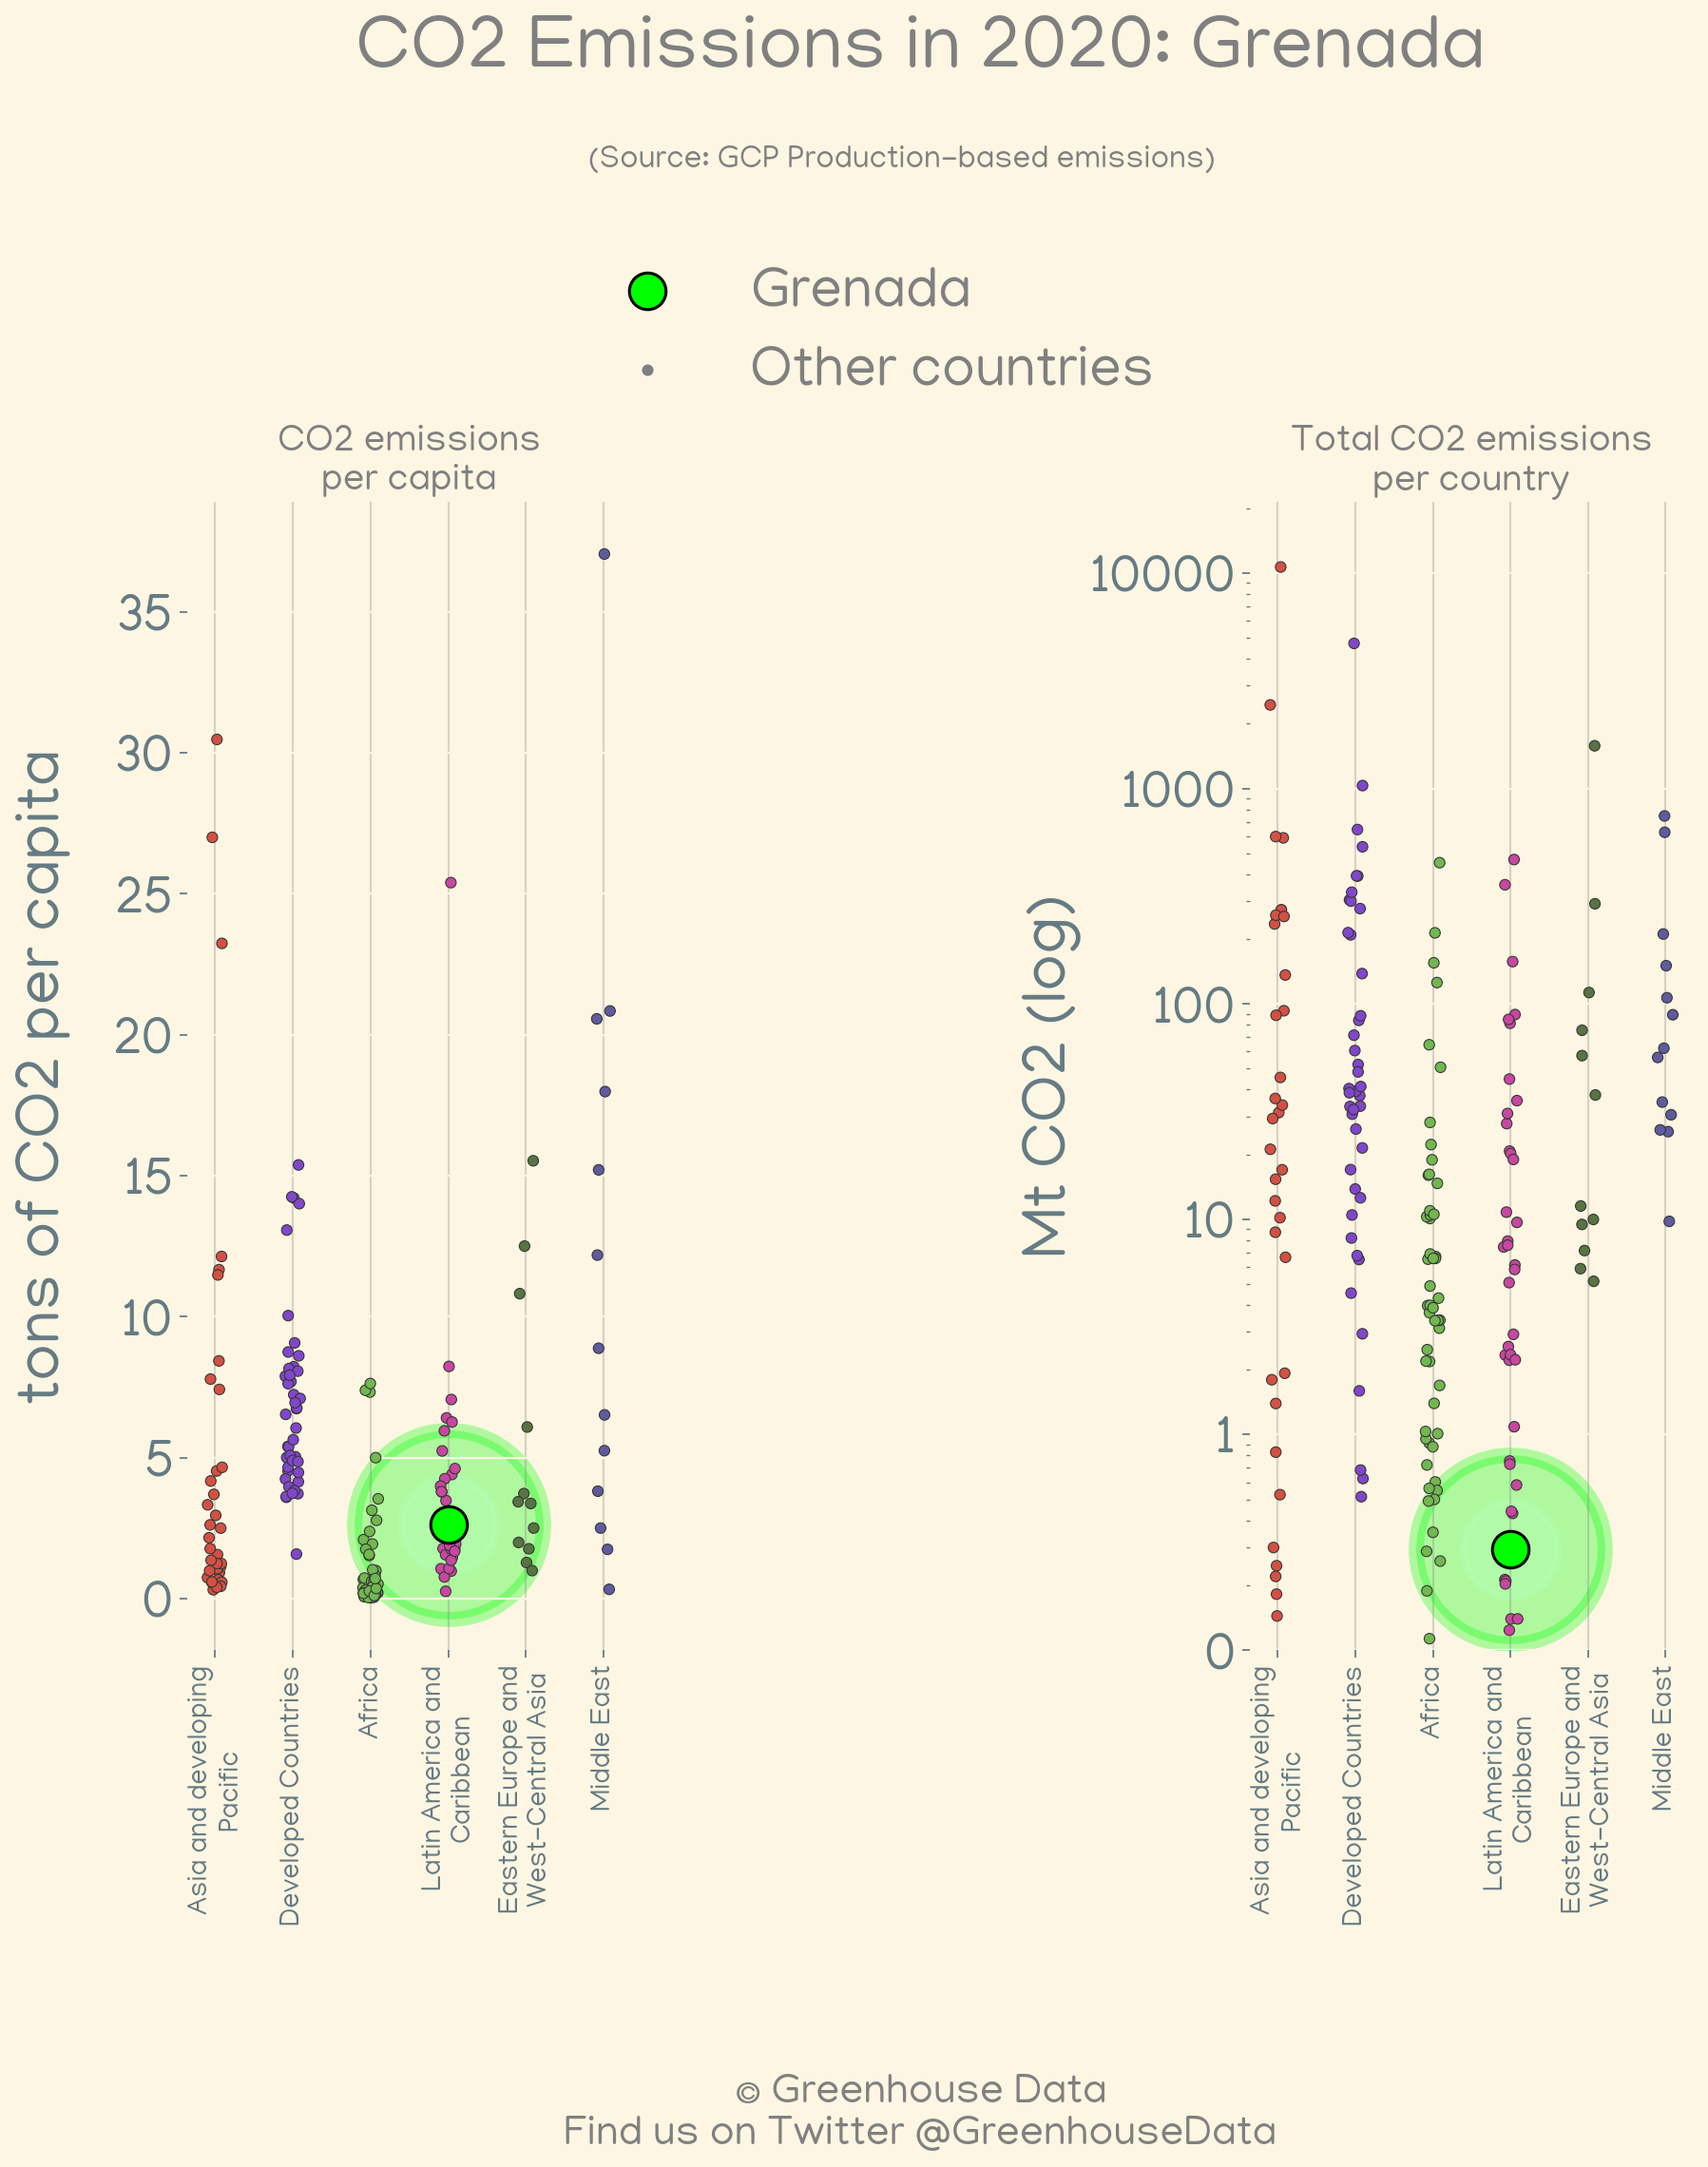 CO2 Emissions in 2020: Grenada
(Source: GCP Production-based emissions)
Grenada
Other countries
CO2 emissions
per capita
tons of CO2 per capita
35
30
25
20
15
10
5
0
Asia and developing
Pacific
Developed Countries
Africa
Latin America and
Caribbean
Eastern Europe and
West-Central Asia
Middle East
Total CO2 emissions
per country
Mt CO2 (log)
10000
1000
100
10
1
0
Asia and developing
Pacific
Developed Countries
Africa
Latin America and
Caribbean
Eastern Europe and
West-Central Asia
Middle East
© Greenhouse Data
Find us on Twitter @GreenhouseData